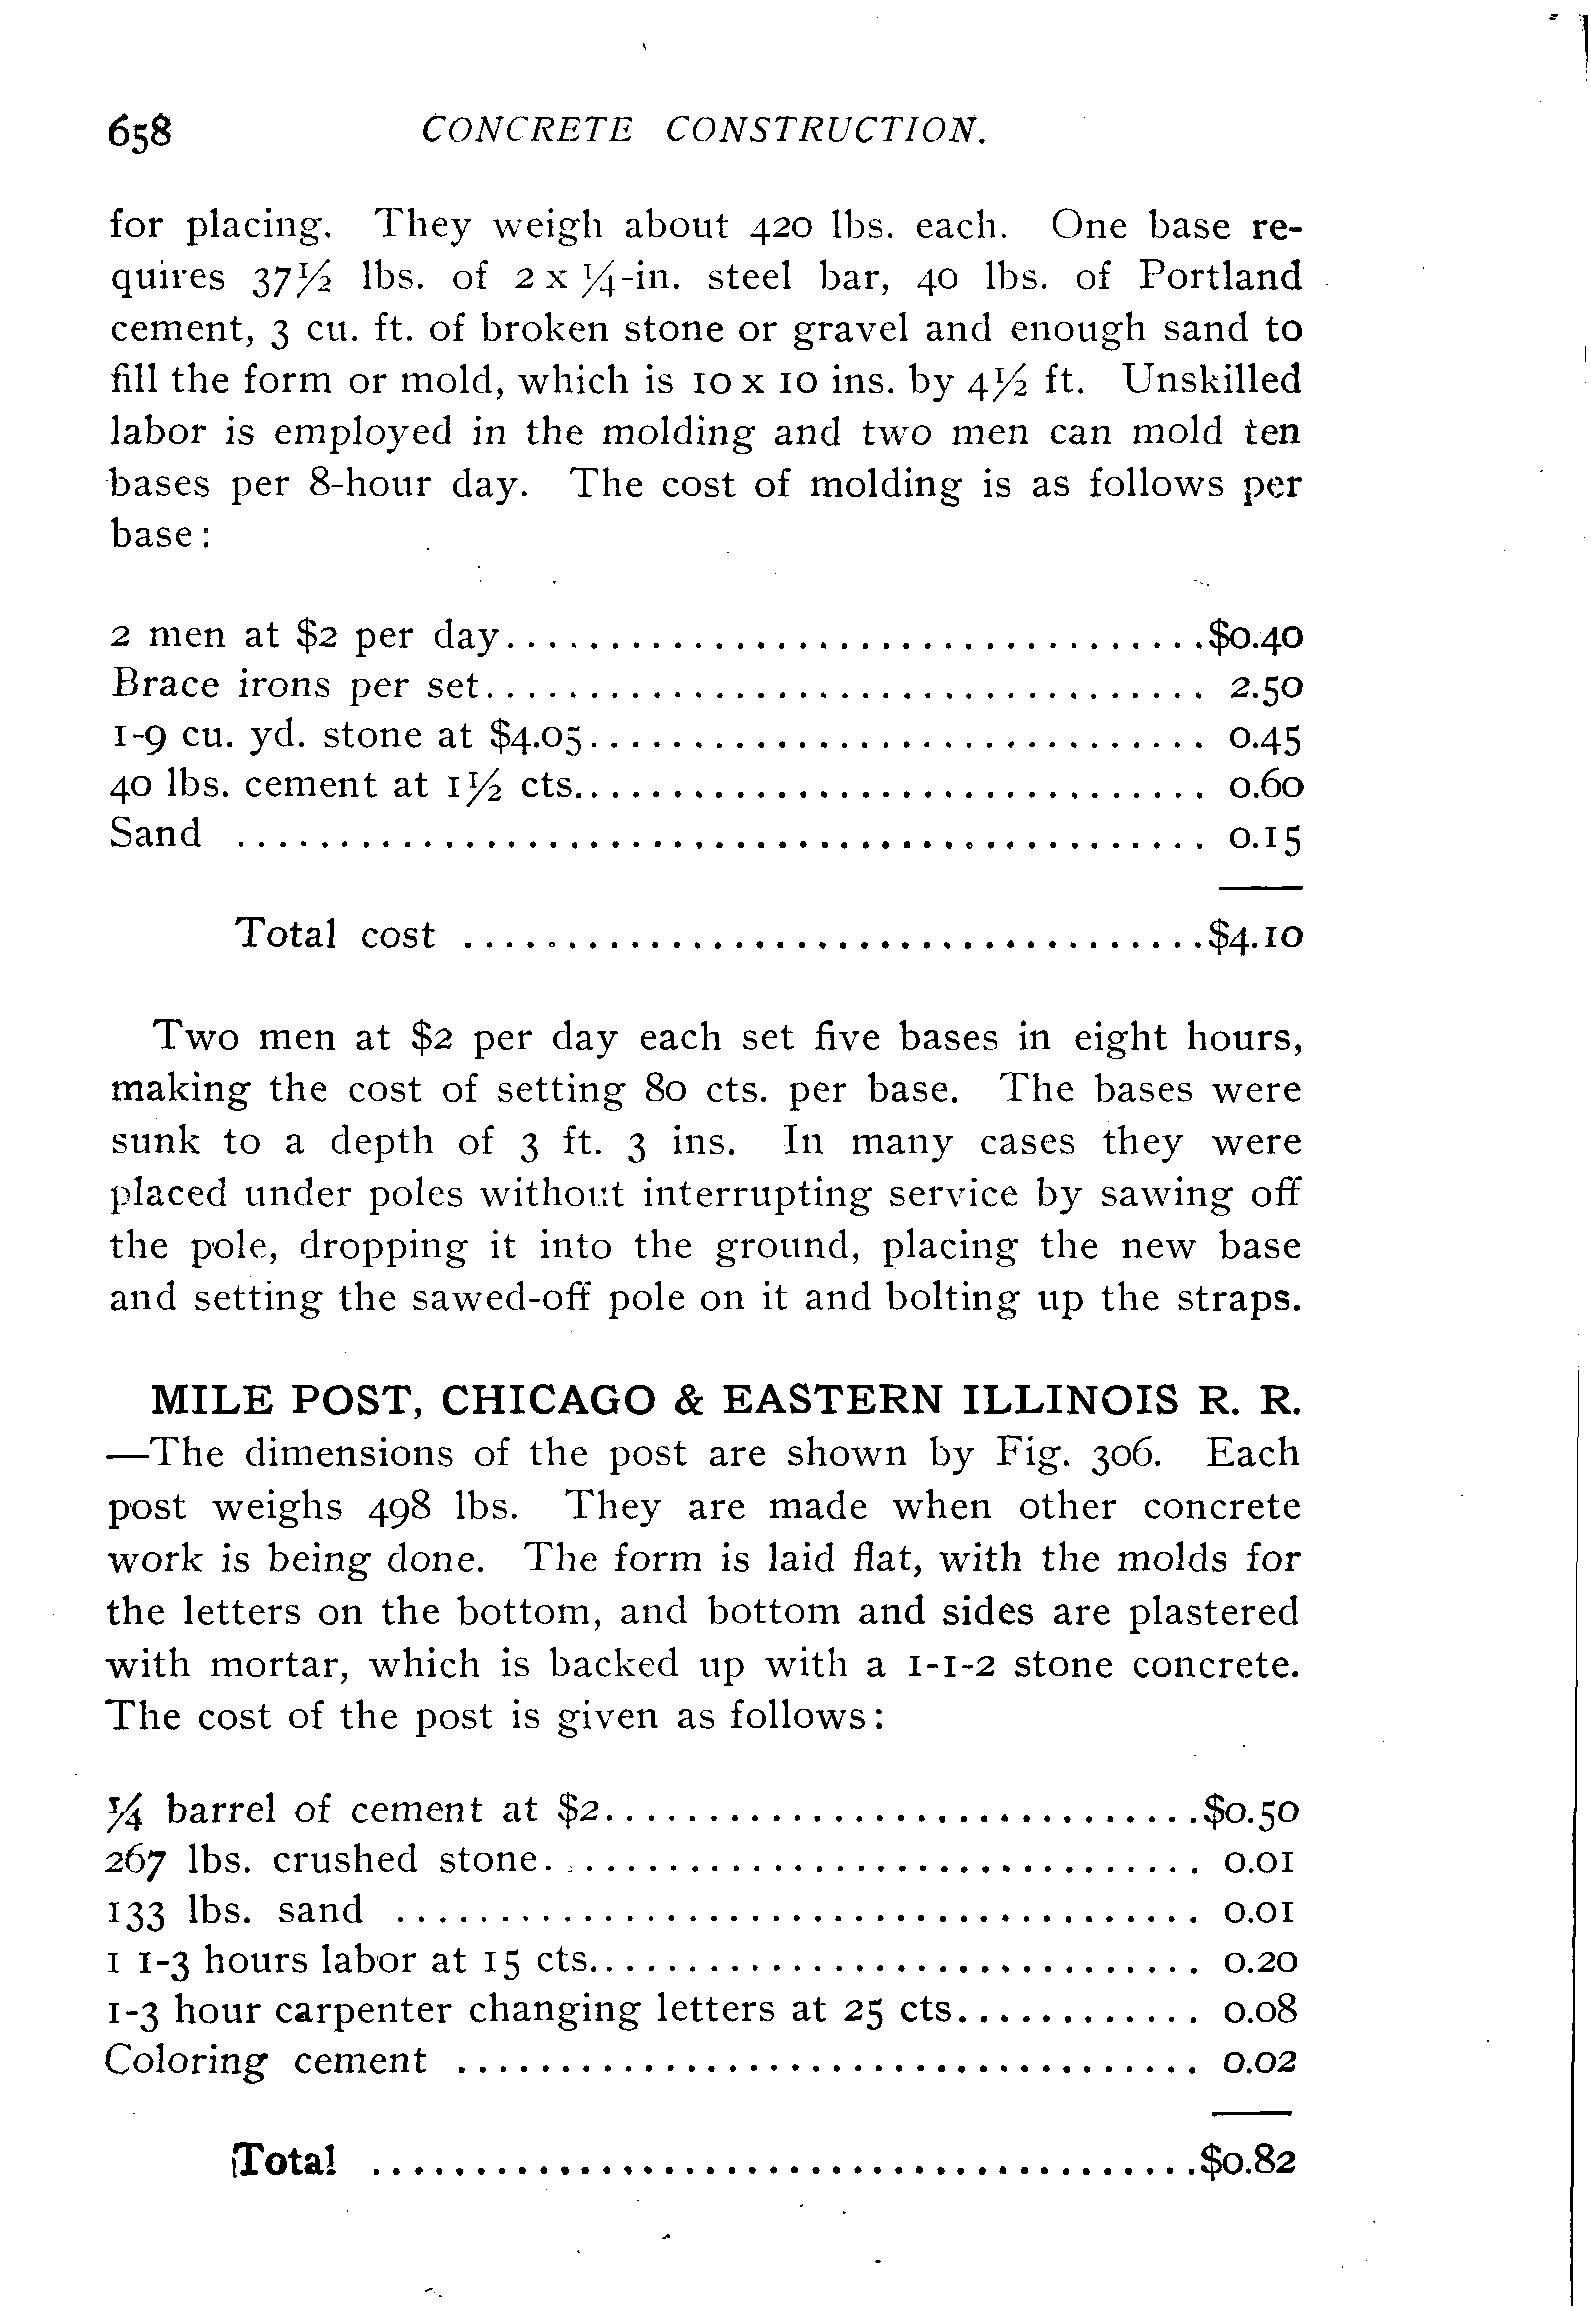 658 CONCRETE CONSTRUCTION.
for placing. They weigh about 420 lbs. each. One base re-
quires 37½ lbs. of 2 x ¼-in. steel bar, 40 lbs. of Portland
cement, 3 cu. ft. of broken stone or gravel and enough sand to
fill the form or mold, which is 10 x 10 ins. by 4½ ft. Unskilled
labor is employed in the molding and two men can mold ten
bases per 8-hour day. The cost of molding is as follows per
base:
2 men at $2 per day..................................$0.40
Brace irons per set................................... 2.50
1-9 cu. yd. stone at $4.05.............................. 0.45
40 lbs. cement at 1½ cts............................... 0.60
Sand ............................................... 0.15
Total cost ....................................$4.10
Two men at $2 per day each set five bases in eight hours,
making the cost of setting 80 cts. per base. The bases were
sunk to a depth of 3 ft. 3 ins. In many cases they were
placed under poles without interrupting service by sawing off
the pole, dropping it into the ground, placing the new base
and setting the sawed-off pole on it and bolting up the straps.
MILE POST, CHICAGO & EASTERN ILLINOIS R. R.
—The dimensions of the post are shown by Fig. 306. Each
post weighs 498 lbs. They are made when other concrete
work is being done. The form is laid flat, with the molds for
the letters on the bottom, and bottom and sides are plastered
with mortar, which is backed up with a 1-1-2 stone concrete.
The cost of the post is given as follows:
¼ barrel of cement at $2.............................$0.50
267 lbs. crushed stone................................ 0.01
133 lbs. sand ....................................... 0.01
1 1-3 hours labor at 15 cts.............................. 0.20
1-3 hour carpenter changing letters at 25 cts............ 0.08
Coloring cement .................................... 0.02
Total ........................................$0.82